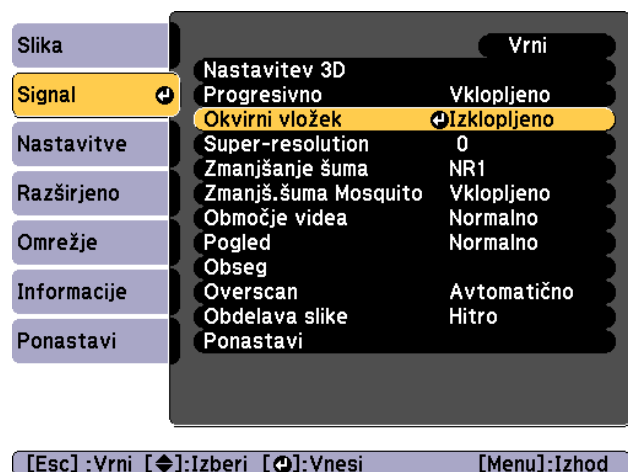 Slika
Signal
Nastavitve
Razširjeno
Omrežje
Informacije
Ponastavi
Vrni
Nastavitev 3D
Progresivno Vklopljeno
Okvirni vložek Izklopljeno
Super-resolution 0
Zmanjšanje šuma NR1
Zmanjš.šuma Mosquito Vklopljeno
Območje videa Normalno
Pogled Normalno
Obseg
Overscan Avtomatično
Obdelava slike Hitro
Ponastavi
[Esc] :Vrni [◆]:Izberi [⏎]:Vnesi [Menu]:Izhod